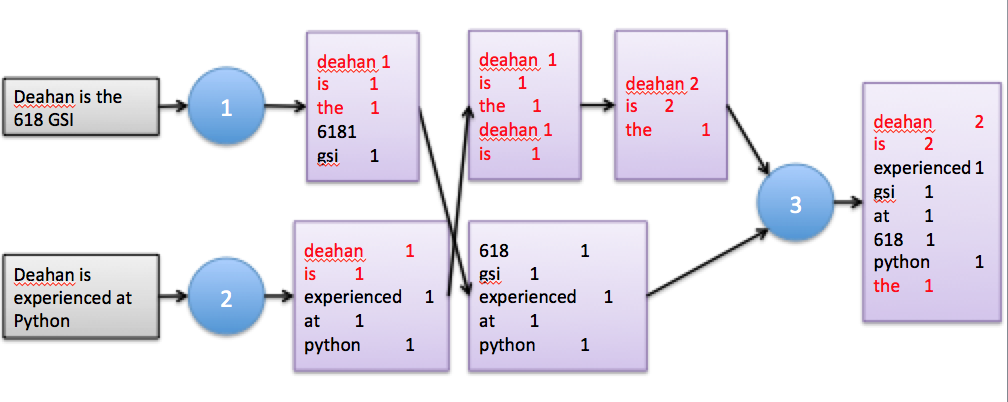 Deahan is the
618 GSI
1
deahan 1
is 1
the 1
6181
gsi 1
deahan 1
is 1
the 1
deahan 1
is 1
deahan 2
is 2
the 1
Deahan is
experienced at
Python
2
deahan 1
is 1
experienced 1
at 1
python 1
618 1
gsi 1
experienced 1
at 1
python 1
3
deahan 2
is 2
experienced 1
gsi 1
at 1
618 1
python 1
the 1